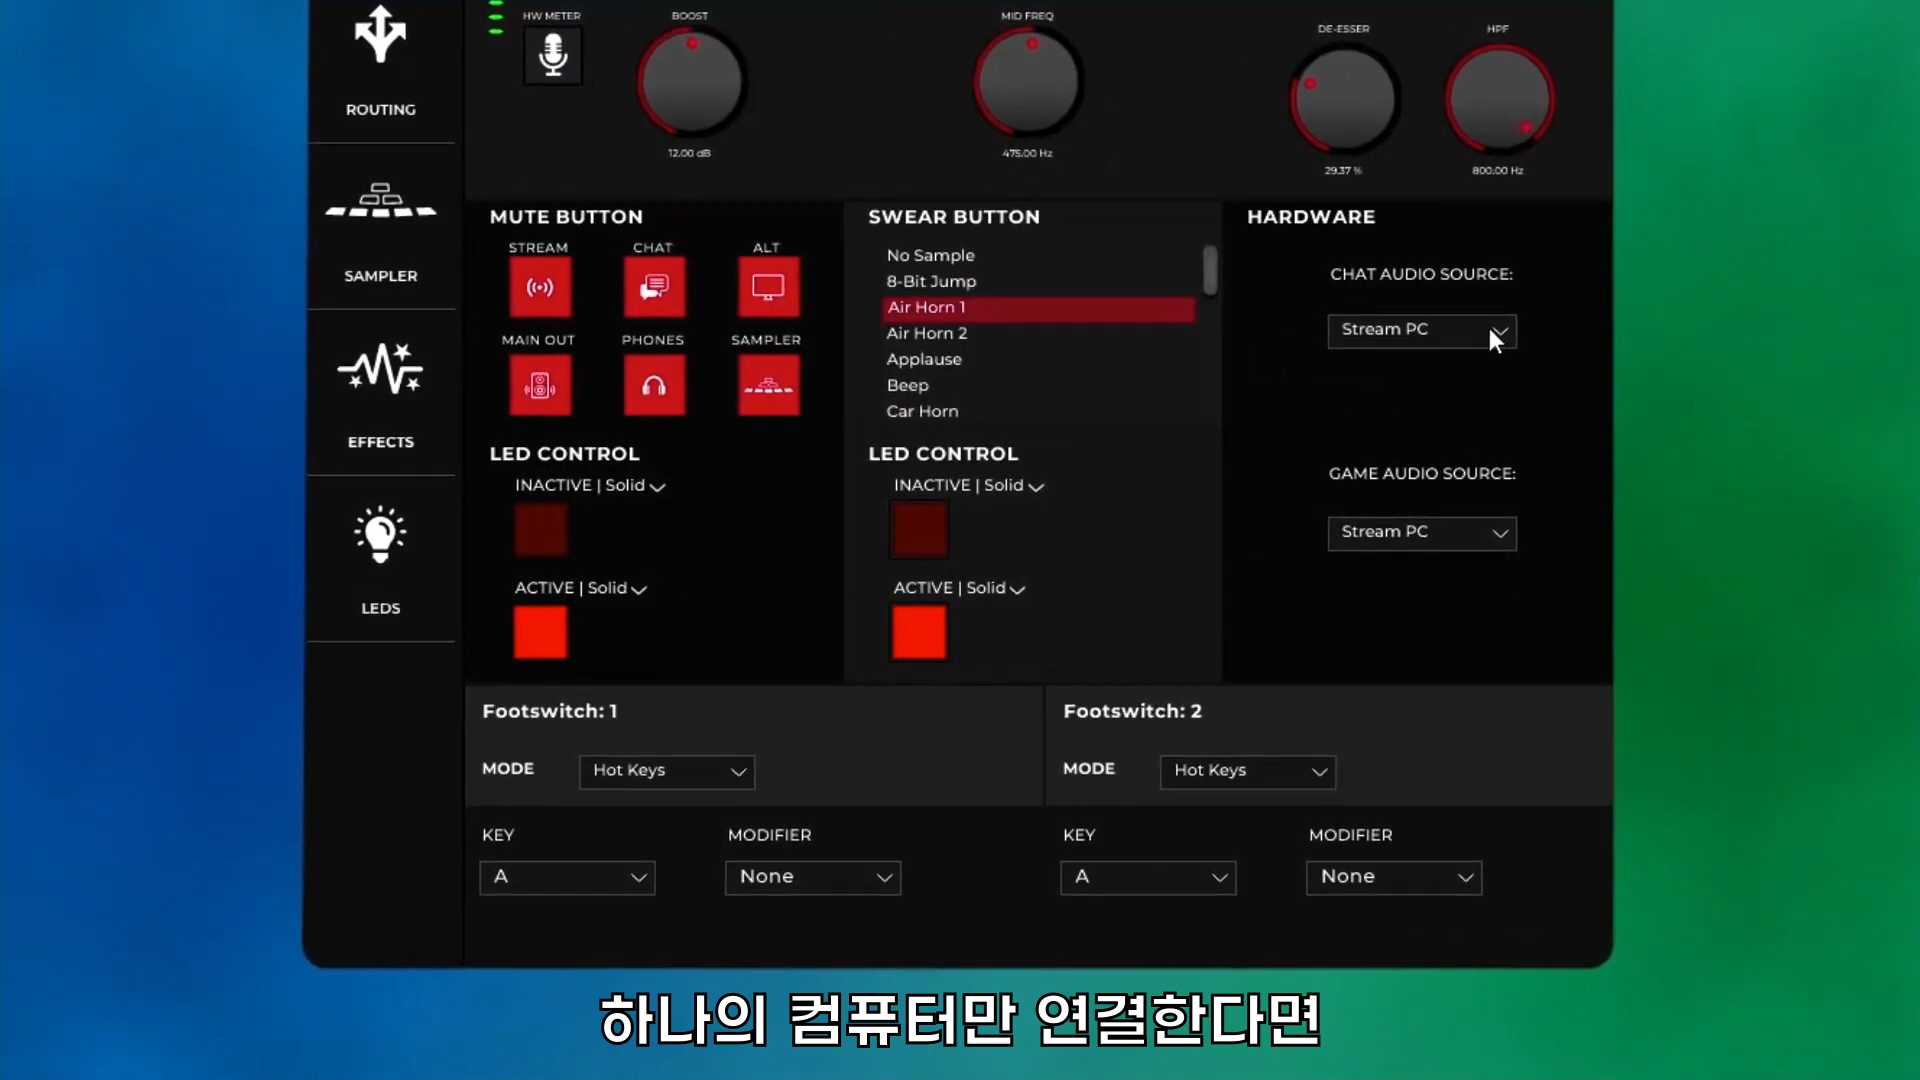 HW METER
BOOST
MID FREQ
DE-ESSER
HPF
12.00 dB
475.00 Hz
29.37 %
800.00 Hz
ROUTING
SAMPLER
EFFECTS
LEDS
MUTE BUTTON
STREAM
CHAT
ALT
MAIN OUT
PHONES
SAMPLER
LED CONTROL
INACTIVE | Solid
ACTIVE | Solid
SWEAR BUTTON
No Sample
8-Bit Jump
Air Horn 1
Air Horn 2
Applause
Beep
Car Horn
LED CONTROL
INACTIVE | Solid
ACTIVE | Solid
HARDWARE
CHAT AUDIO SOURCE:
Stream PC
GAME AUDIO SOURCE:
Stream PC
Footswitch: 1
MODE
Hot Keys
KEY
MODIFIER
A
None
Footswitch: 2
MODE
Hot Keys
KEY
MODIFIER
A
None
하나의 컴퓨터만 연결한다면